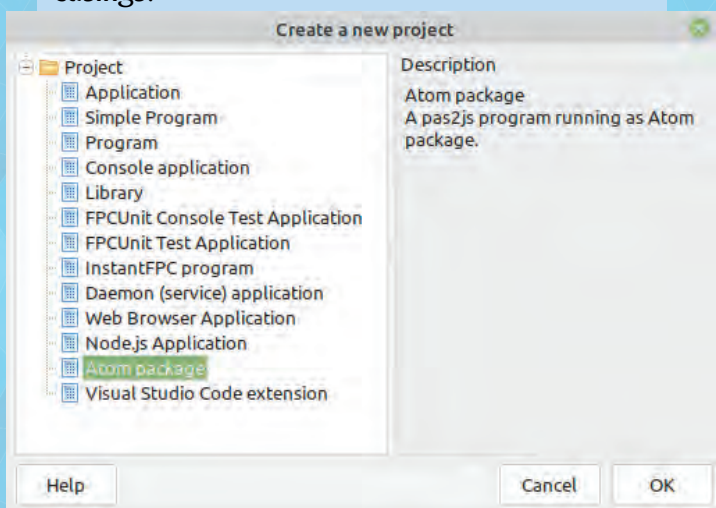 Create a new project
Project
Application
Simple Program
Program
Console application
Library
FPCUnit Console Test Application
FPCUnit Test Application
InstantFPC program
Daemon (service) application
Web Browser Application
Node.js Application
Atom package
Visual Studio Code extension
Description
Atom package
A pas2js program running as Atom
package.
Help
Cancel
OK